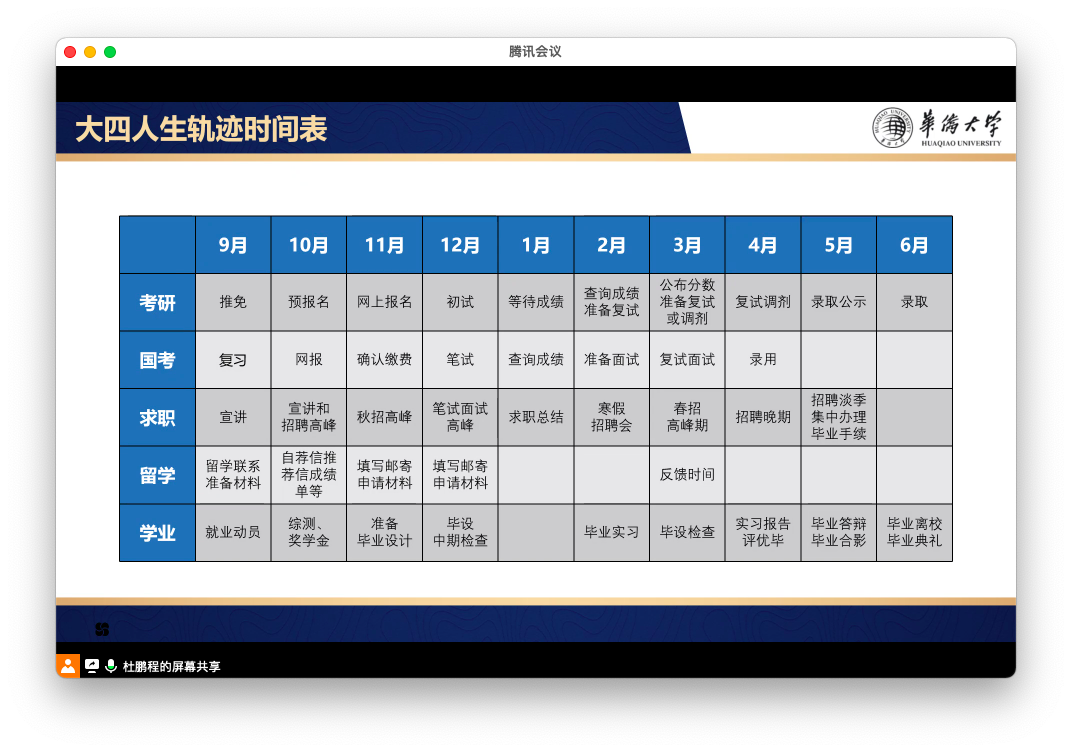 腾讯会议
大四人生轨迹时间表
華僑大学
HUAQIAO UNIVERSITY
9月 10月 11月 12月 1月 2月 3月 4月 5月 6月
考研 推免 预报名 网上报名 初试 等待成绩 查询成绩 准备复试 公布分数 准备复试 或调剂 复试调剂 录取公示 录取
国考 复习 网报 确认缴费 笔试 查询成绩 准备面试 复试面试 录用
求职 宣讲 宣讲和 招聘高峰 秋招高峰 笔试面试 高峰 求职总结 寒假 招聘会 春招 高峰期 招聘晚期 招聘淡季 集中办理 毕业手续
留学 留学联系 准备材料 自荐信推 荐信成绩 单等 填写邮寄 申请材料 填写邮寄 申请材料 反馈时间
学业 就业动员 综测、 奖学金 准备 毕业设计 毕设 中期检查 毕业实习 毕设检查 实习报告 评优毕 毕业答辩 毕业合影 毕业离校 毕业典礼
杜鹏程的屏幕共享